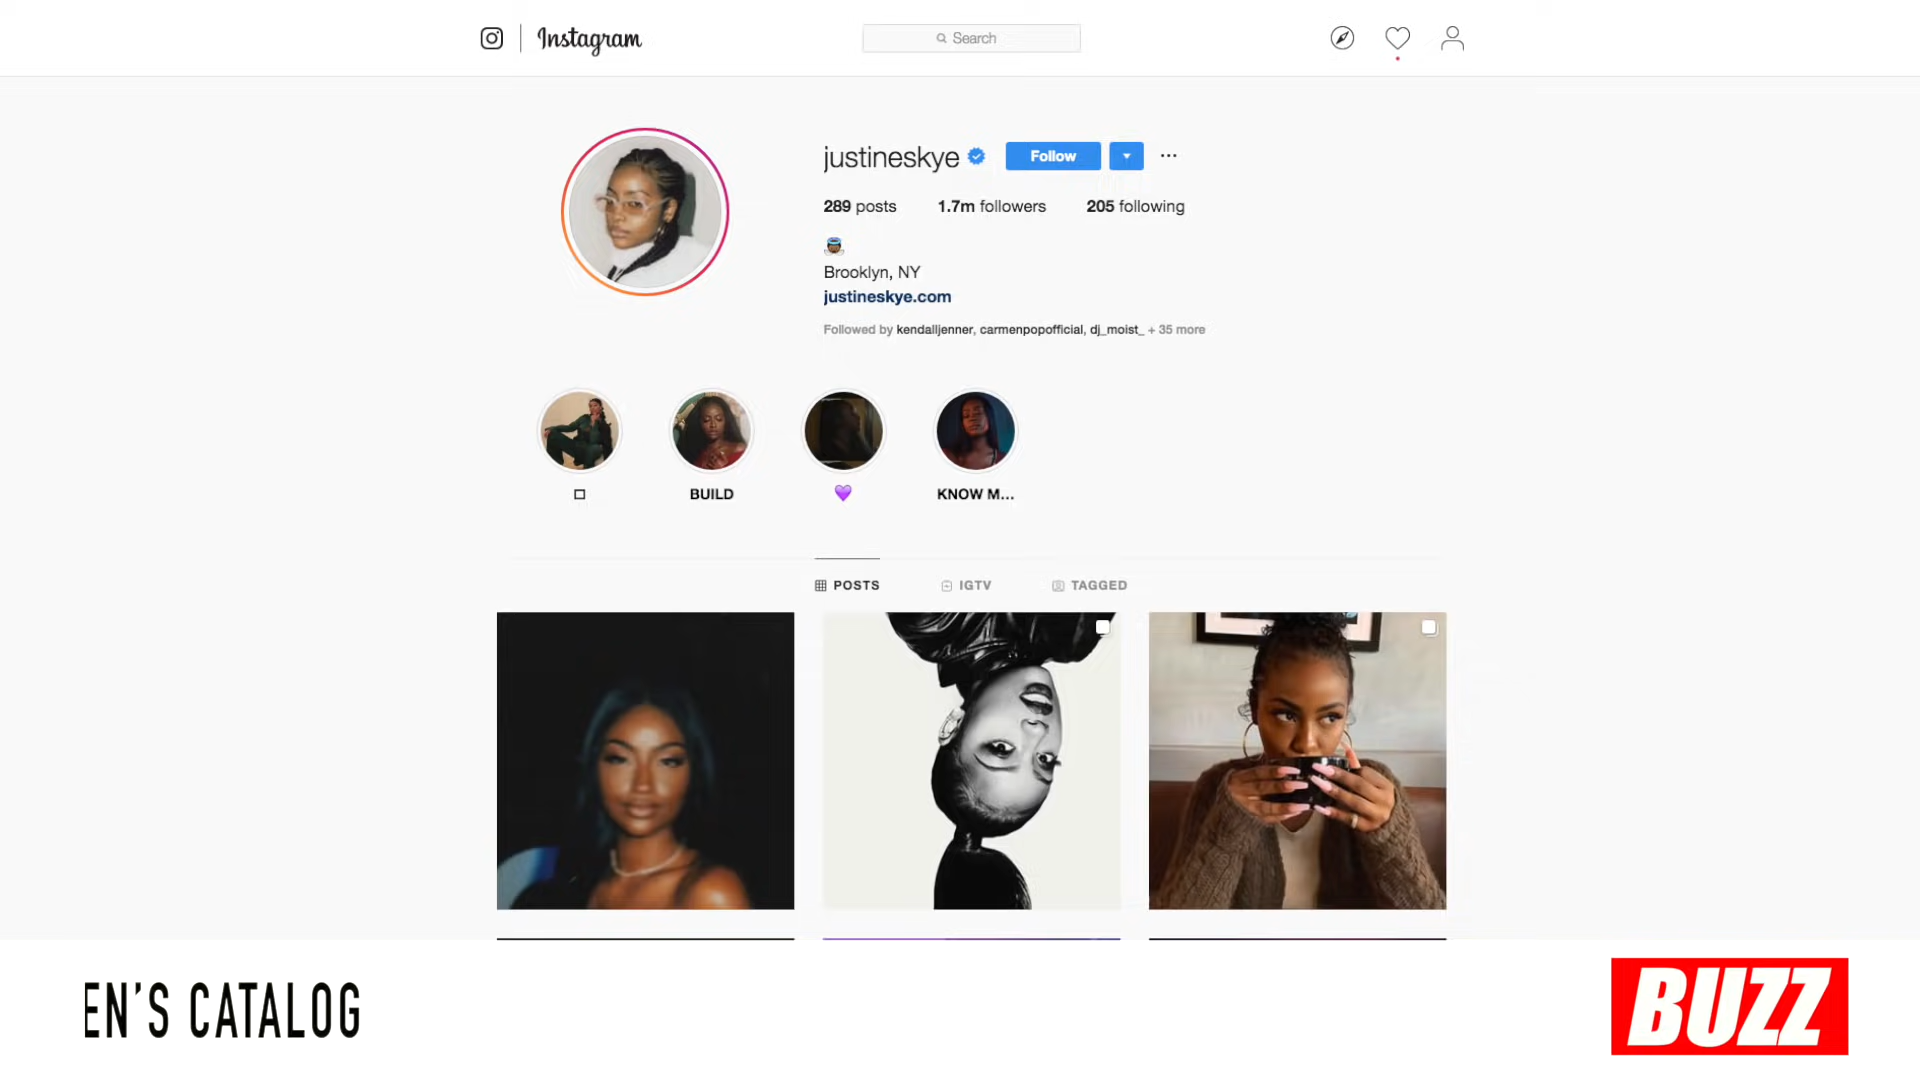 Instagram
Search
justineskye
Follow
289 posts 1.7m followers 205 following
Brooklyn, NY
justineskye.com
Followed by kendalljenner, carmenpopofficial, dj_moist_ + 35 more
BUILD
KNOW M...
POSTS IGTV TAGGED
EN'S CATALOG
BUZZ